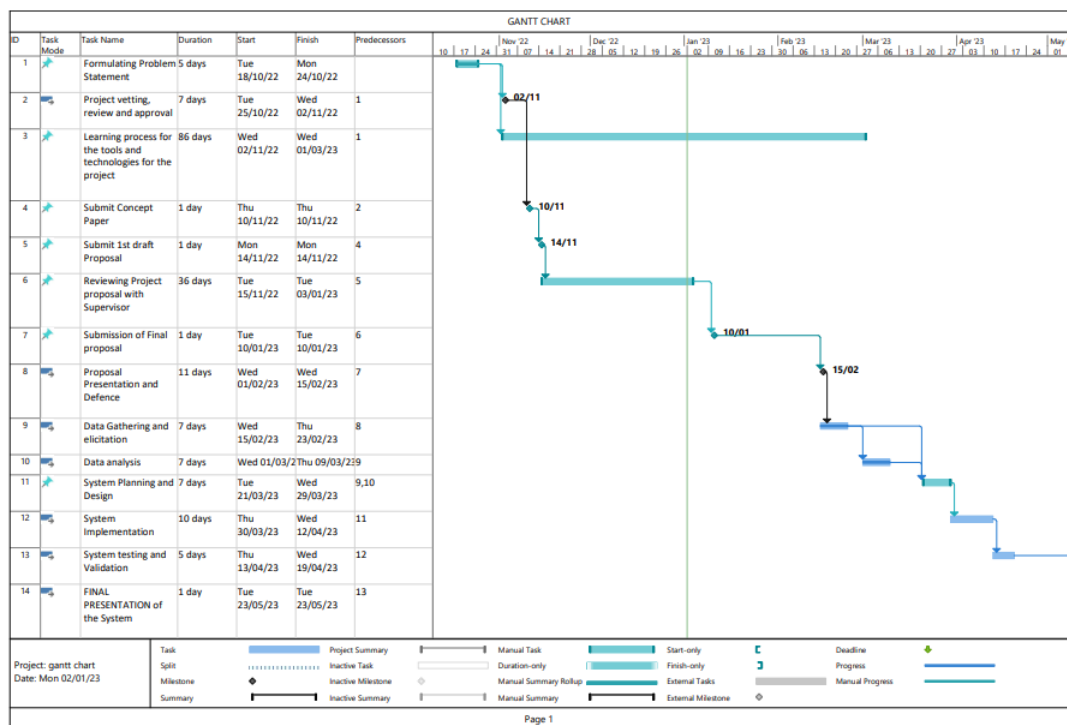 GANTT CHART
ID Task Mode Task Name Duration Start Finish Predecessors
Nov '22 Dec '22 Jan '23 Feb '23 Mar '23 Apr '23 May
10 17 24 31 07 14 21 28 05 12 19 26 02 09 16 23 30 06 13 20 27 06 13 20 27 03 10 17 24 01
1 Formulating Problem Statement 5 days Tue 18/10/22 Mon 24/10/22
2 Project vetting, review and approval 7 days Tue 25/10/22 Wed 02/11/22 1
02/11
3 Learning process for the tools and technologies for the project 86 days Wed 02/11/22 Wed 01/03/23 1
4 Submit Concept Paper 1 day Thu 10/11/22 Thu 10/11/22 2
10/11
5 Submit 1st draft Proposal 1 day Mon 14/11/22 Mon 14/11/22 4
14/11
6 Reviewing Project proposal with Supervisor 36 days Tue 15/11/22 Tue 03/01/23 5
7 Submission of Final proposal 1 day Tue 10/01/23 Tue 10/01/23 6
10/01
8 Proposal Presentation and Defence 11 days Wed 01/02/23 Wed 15/02/23 7
15/02
9 Data Gathering and elicitation 7 days Wed 15/02/23 Thu 23/02/23 8
10 Data analysis 7 days Wed 01/03/2 Thu 09/03/23 9
11 System Planning and Design 7 days Tue 21/03/23 Wed 29/03/23 9,10
12 System Implementation 10 days Thu 30/03/23 Wed 12/04/23 11
13 System testing and Validation 5 days Thu 13/04/23 Wed 19/04/23 12
14 FINAL PRESENTATION of the System 1 day Tue 23/05/23 Tue 23/05/23 13
Project: gantt chart
Date: Mon 02/01/23
Task Project Summary Manual Task Start-only Deadline
Split Inactive Task Duration-only Finish-only Progress
Milestone Inactive Milestone Manual Summary Rollup External Tasks Manual Progress
Summary Inactive Summary Manual Summary External Milestone
Page 1